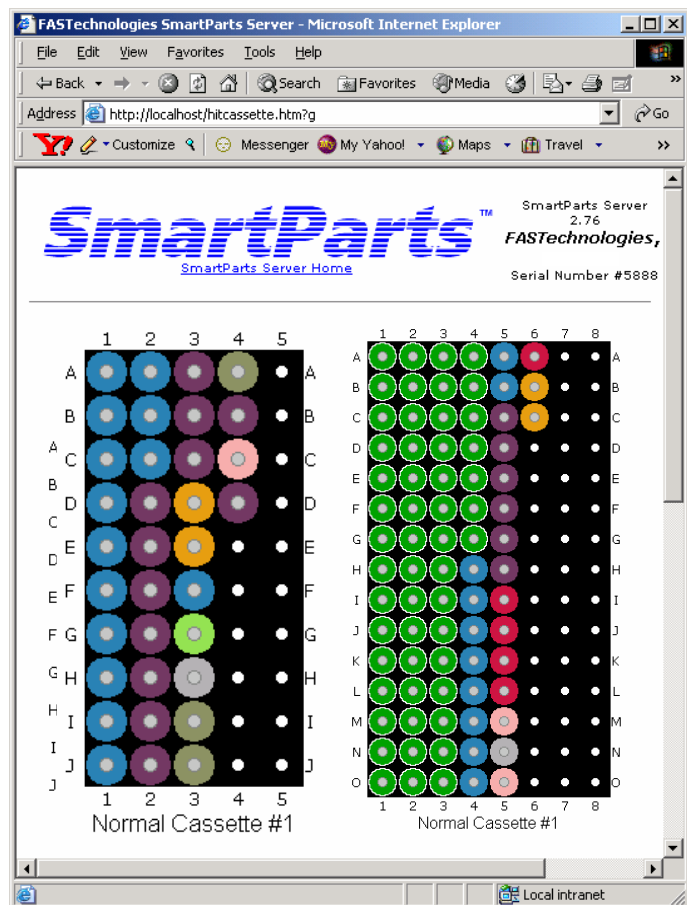 FASTechnologies SmartParts Server - Microsoft Internet Explorer
File Edit View Favorites Tools Help
Back Search Favorites Media »
Address http://localhost/hitcassette.htm?g Go
Y! Customize Messenger My Yahoo! Maps Travel »
SmartParts™
SmartParts Server Home
SmartParts Server
2.76
FASTechnologies,
Serial Number #5888
1 2 3 4 5
A A
B B
C C
D D
E E
F F
G G
H H
I I
J J
A
B
C
D
E
F
G
H
I
J
1 2 3 4 5
Normal Cassette #1
1 2 3 4 5 6 7 8
A A
B B
C C
D D
E E
F F
G G
H H
I I
J J
K K
L L
M M
N N
O O
1 2 3 4 5 6 7 8
Normal Cassette #1
Local intranet